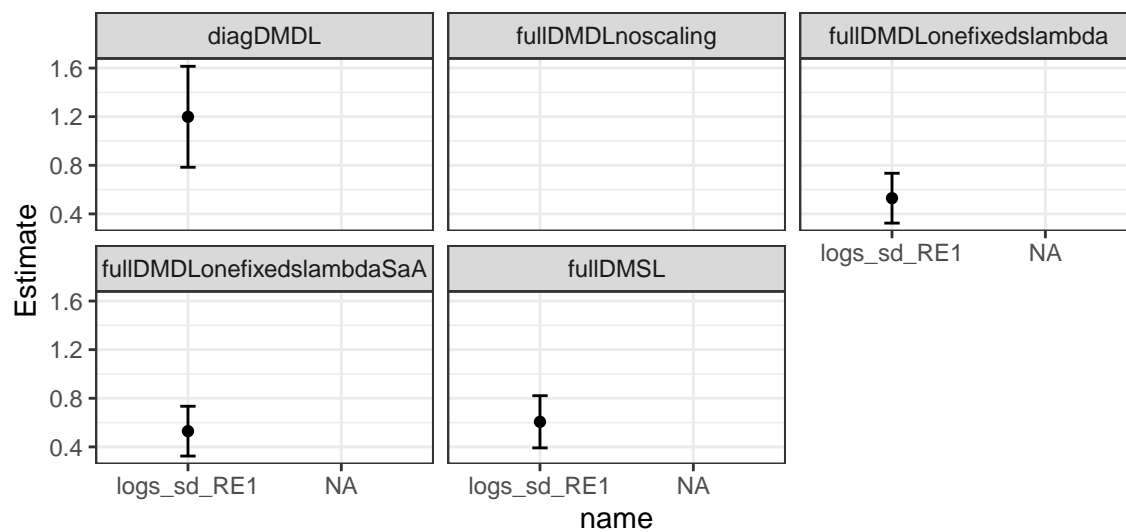 diagDMDL
fullDMDLnoscaling
fullDMDLonefixedslambda
1.6
1.2
0.8
0.4
logs_sd_RE1
NA
fullDMDLonefixedslambdaSaA
fullDMSL
1.6
1.2
0.8
0.4
logs_sd_RE1
NA
logs_sd_RE1
NA
Estimate
name